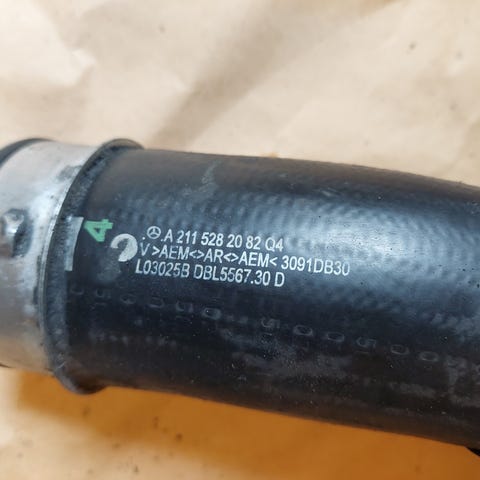 A 211 528 20 82 Q4
V >AEM<>AR<>AEM< 3091DB30
L03025B DBL5567.30 D
4